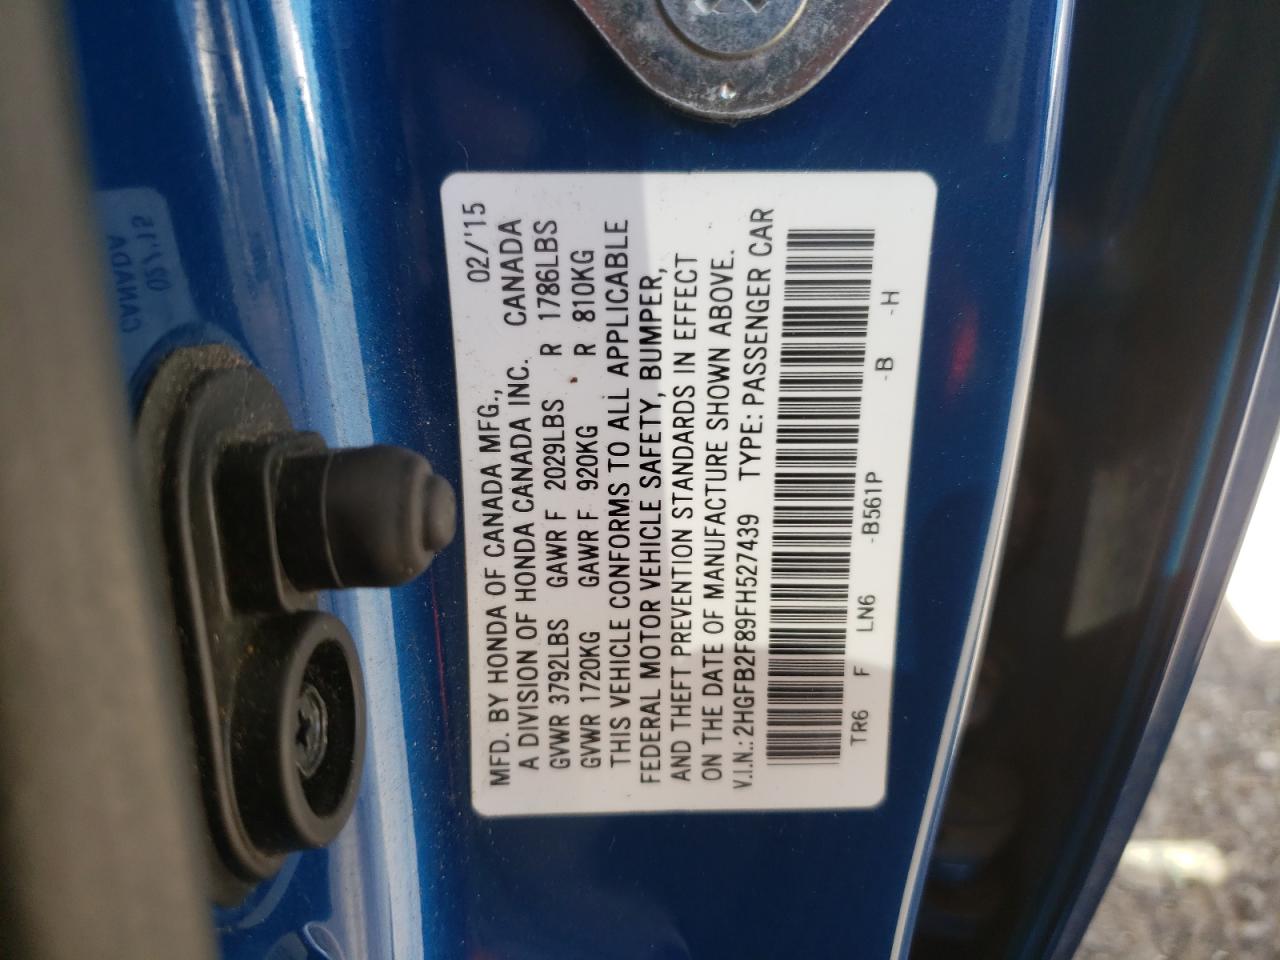 MFD. BY HONDA OF CANADA MFG., 02/'15
A DIVISION OF HONDA CANADA INC. CANADA
GVWR 3792LBS GAWR F 2029LBS R 1786LBS
GVWR 1720KG GAWR F 920KG R 810KG
THIS VEHICLE CONFORMS TO ALL APPLICABLE
FEDERAL MOTOR VEHICLE SAFETY, BUMPER,
AND THEFT PREVENTION STANDARDS IN EFFECT
ON THE DATE OF MANUFACTURE SHOWN ABOVE.
V.I.N.: 2HGFB2F89FH527439 TYPE: PASSENGER CAR
TR6 F LN6 -B561P -B -H
CANADA